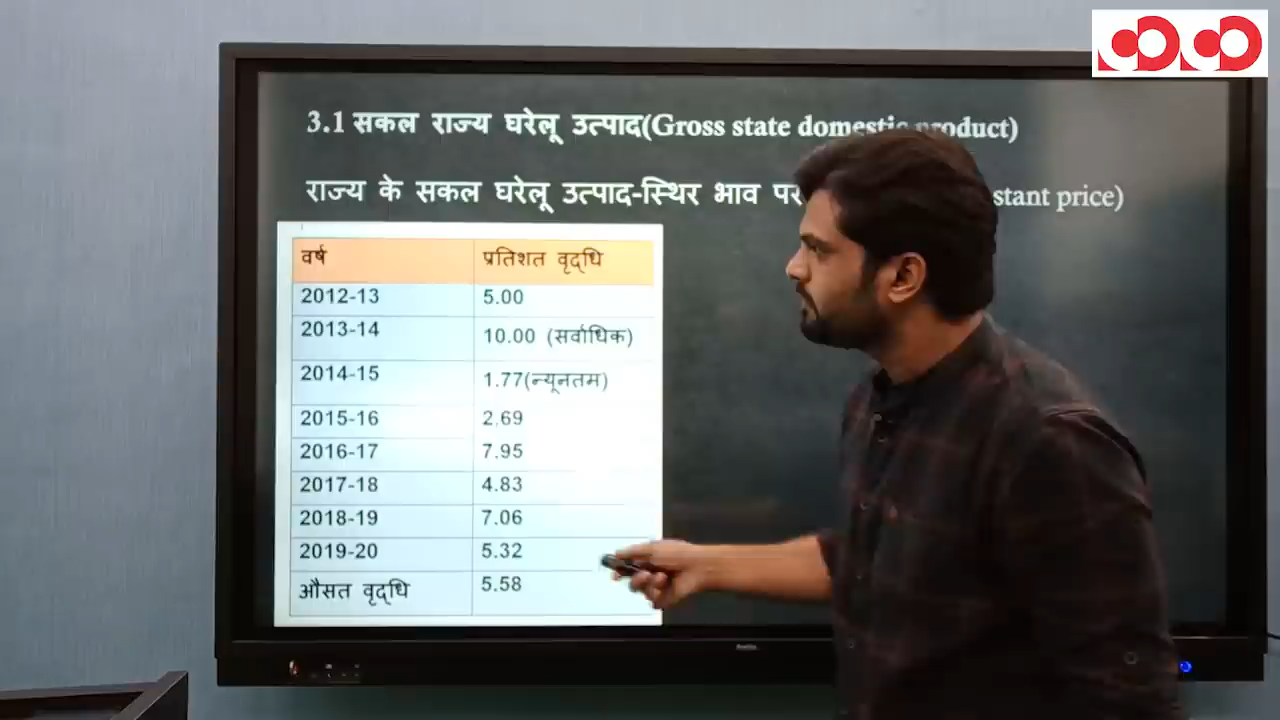 3.1 सकल राज्य घरेलू उत्पाद(Gross state domestic product)
राज्य के सकल घरेलू उत्पाद-स्थिर भाव पर stant price)
वर्ष प्रतिशत वृद्धि
2012-13 5.00
2013-14 10.00 (सर्वाधिक)
2014-15 1.77(न्यूनतम)
2015-16 2.69
2016-17 7.95
2017-18 4.83
2018-19 7.06
2019-20 5.32
औसत वृद्धि 5.58